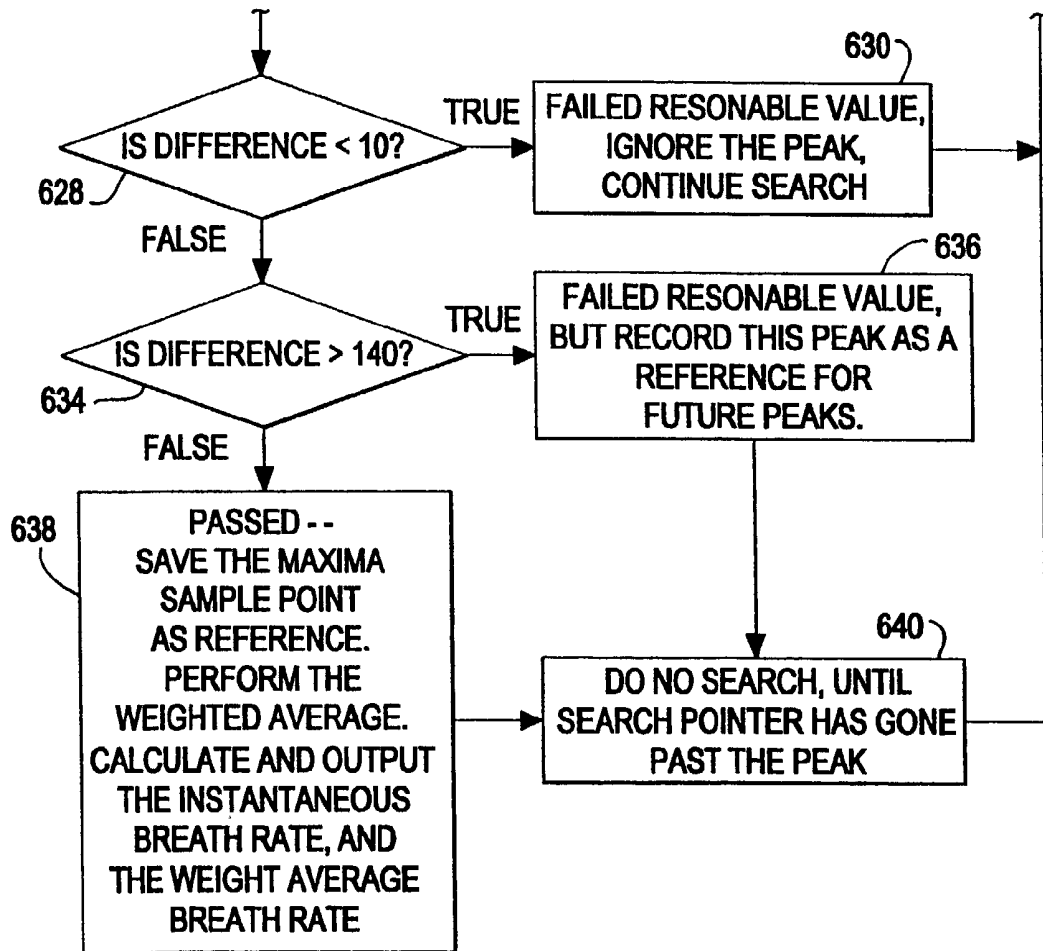 630
TRUE
FAILED RESONABLE VALUE,
IGNORE THE PEAK,
CONTINUE SEARCH
IS DIFFERENCE < 10?
628
FALSE
636
TRUE
FAILED RESONABLE VALUE,
BUT RECORD THIS PEAK AS A
REFERENCE FOR
FUTURE PEAKS.
IS DIFFERENCE > 140?
634
FALSE
638
PASSED - -
SAVE THE MAXIMA
SAMPLE POINT
AS REFERENCE.
PERFORM THE
WEIGHTED AVERAGE.
CALCULATE AND OUTPUT
THE INSTANTANEOUS
BREATH RATE, AND
THE WEIGHT AVERAGE
BREATH RATE
640
DO NO SEARCH, UNTIL
SEARCH POINTER HAS GONE
PAST THE PEAK